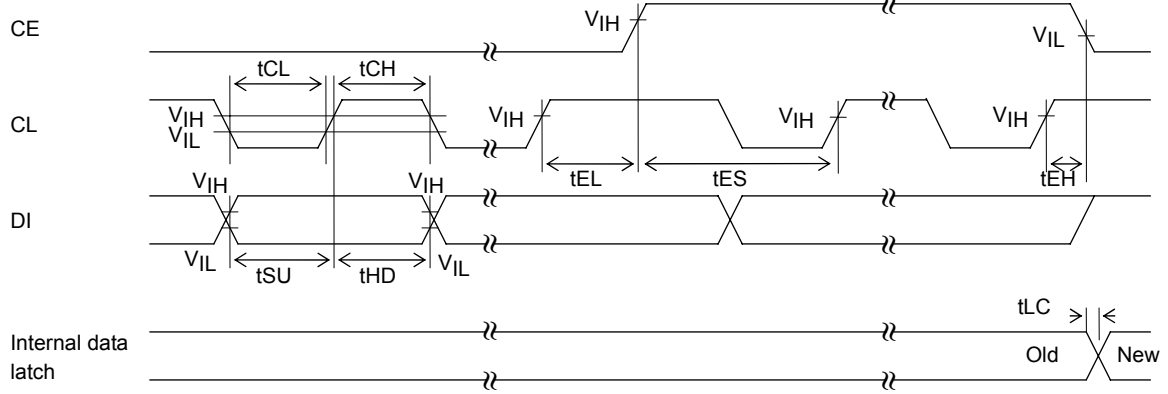 CE
VIH
VIL
tCL
tCH
CL
VIH
VIL
VIH
VIH
VIH
tEL
tES
tEH
DI
VIH
VIH
VIL
tSU
tHD
VIL
tLC
Internal data
latch
Old
New